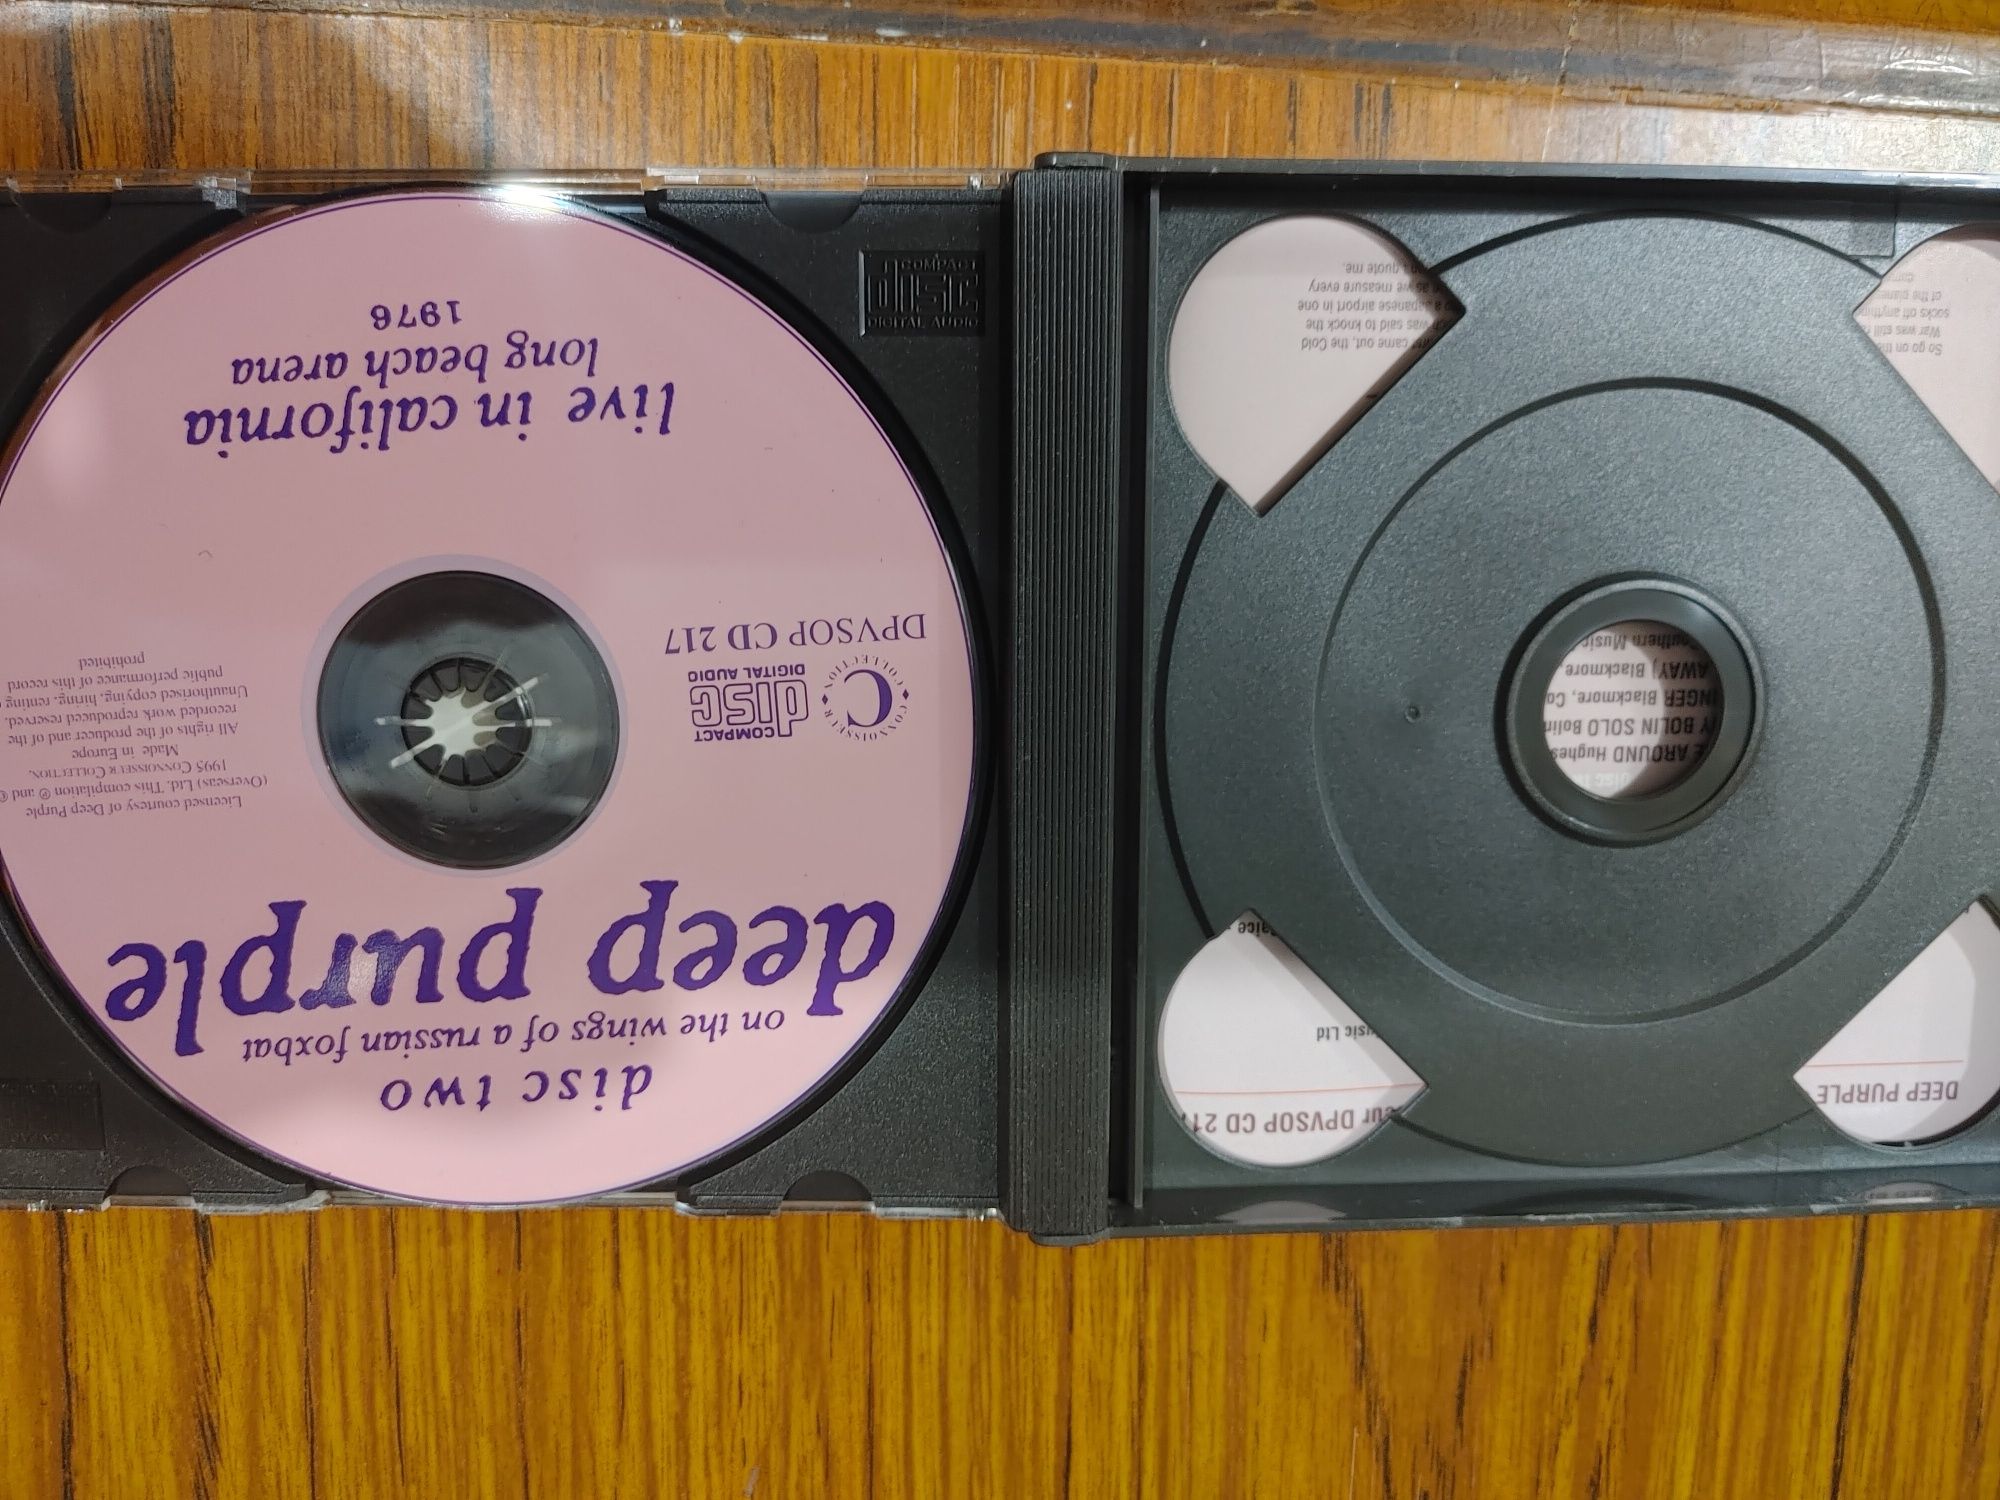 disc two
on the wings of a russian foxbat
deep purple
Licensed courtesy of Deep Purple
(Overseas) Ltd. This compilation ℗ and ©
1995 CONNOISSEUR COLLECTION.
Made in Europe
All rights of the producer and of the
recorded work reproduced reserved.
Unauthorised copying, hiring, renting
public performance of this record
prohibited
CONNOISSEUR COLLECTION
C
COMPACT
disc
DIGITAL AUDIO
DPVSOP CD 217
live in california
long beach arena
1976
COMPACT
disc
DIGITAL AUDIO
DEEP PURPLE
DPVSOP CD 217
Ltd
AROUND Hughes
BOLIN SOLO
Blackmore,
AWAY) Blackmore,
Music
So go on
War was still
socks off
of the
came out, the Cold
was said to knock the
a Japanese airport in one
as we measure every
quote me.